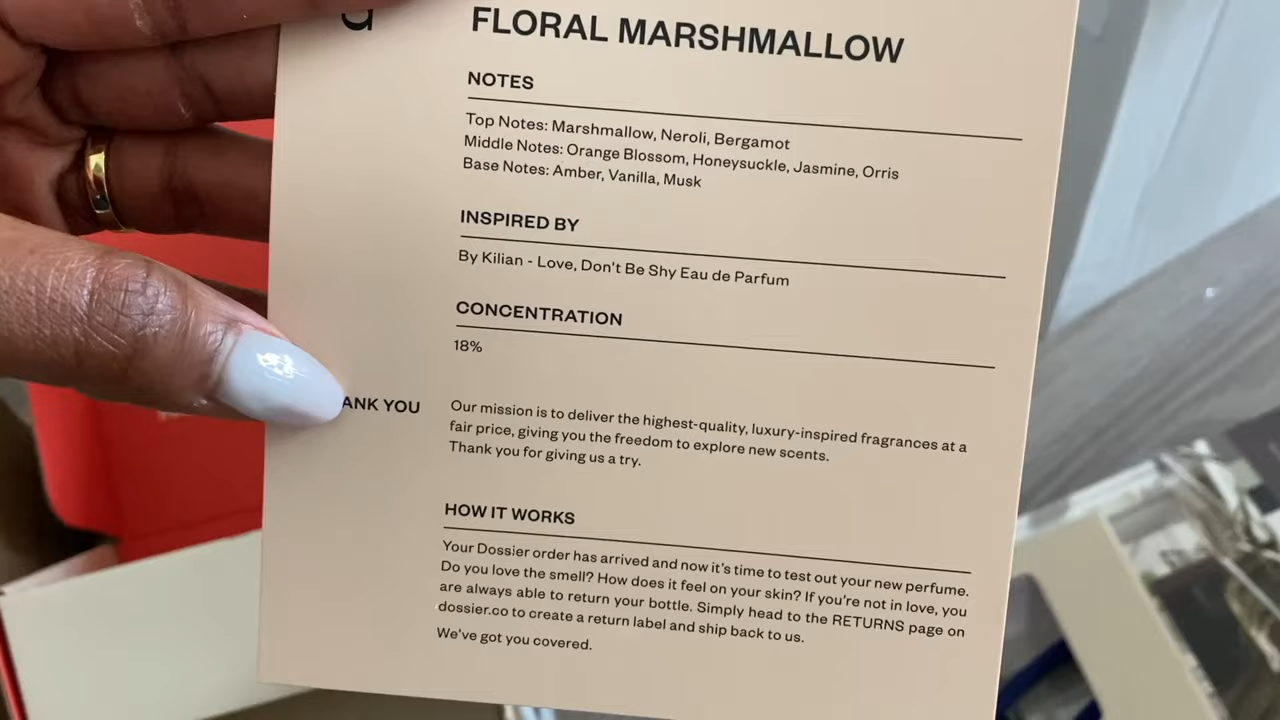 FLORAL MARSHMALLOW
NOTES
Top Notes: Marshmallow, Neroli, Bergamot
Middle Notes: Orange Blossom, Honeysuckle, Jasmine, Orris
Base Notes: Amber, Vanilla, Musk
INSPIRED BY
By Kilian - Love, Don't Be Shy Eau de Parfum
CONCENTRATION
18%
ANK YOU
Our mission is to deliver the highest-quality, luxury-inspired fragrances at a
fair price, giving you the freedom to explore new scents.
Thank you for giving us a try.
HOW IT WORKS
Your Dossier order has arrived and now it's time to test out your new perfume.
Do you love the smell? How does it feel on your skin? If you're not in love, you
are always able to return your bottle. Simply head to the RETURNS page on
dossier.co to create a return label and ship back to us.
We've got you covered.